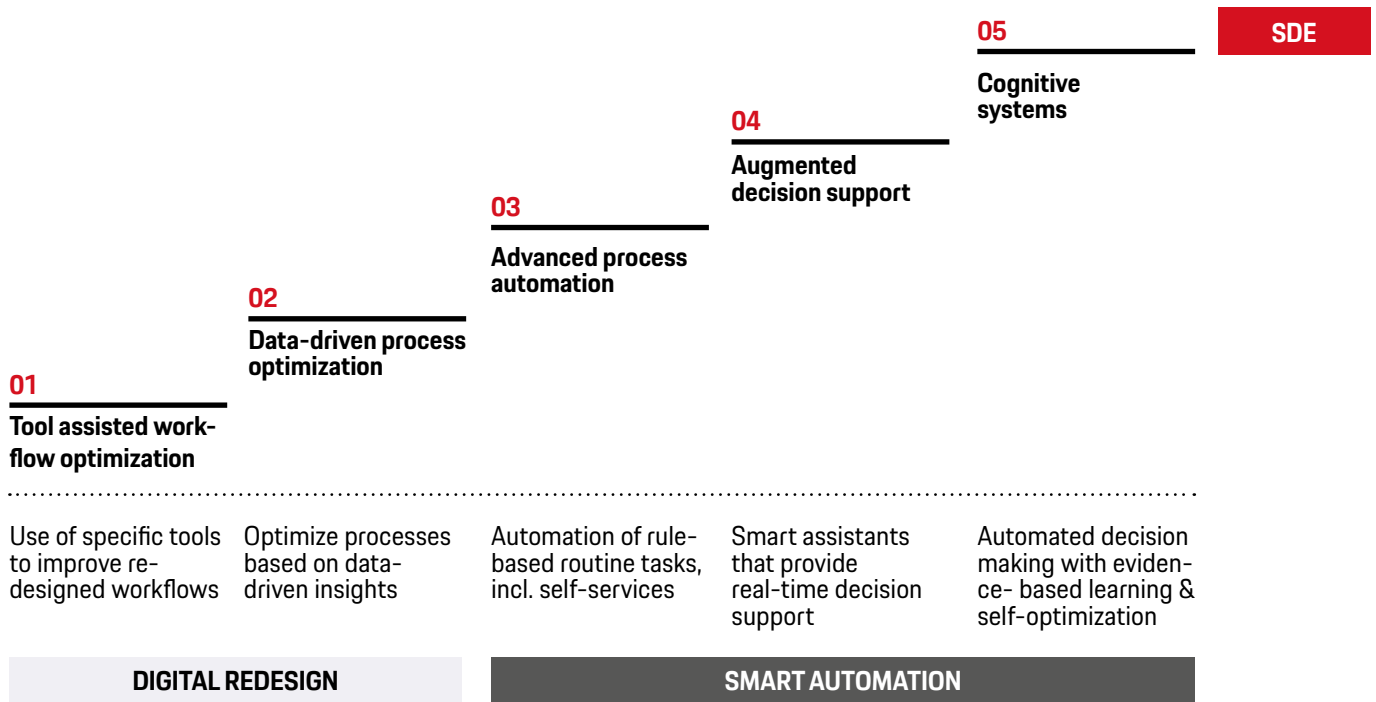 01
Tool assisted work-
flow optimization
02
Data-driven process
optimization
03
Advanced process
automation
04
Augmented
decision support
05
Cognitive
systems
SDE
Use of specific tools
to improve re-
designed workflows
Optimize processes
based on data-
driven insights
Automation of rule-
based routine tasks,
incl. self-services
Smart assistants
that provide
real-time decision
support
Automated decision
making with eviden-
ce- based learning &
self-optimization
DIGITAL REDESIGN
SMART AUTOMATION